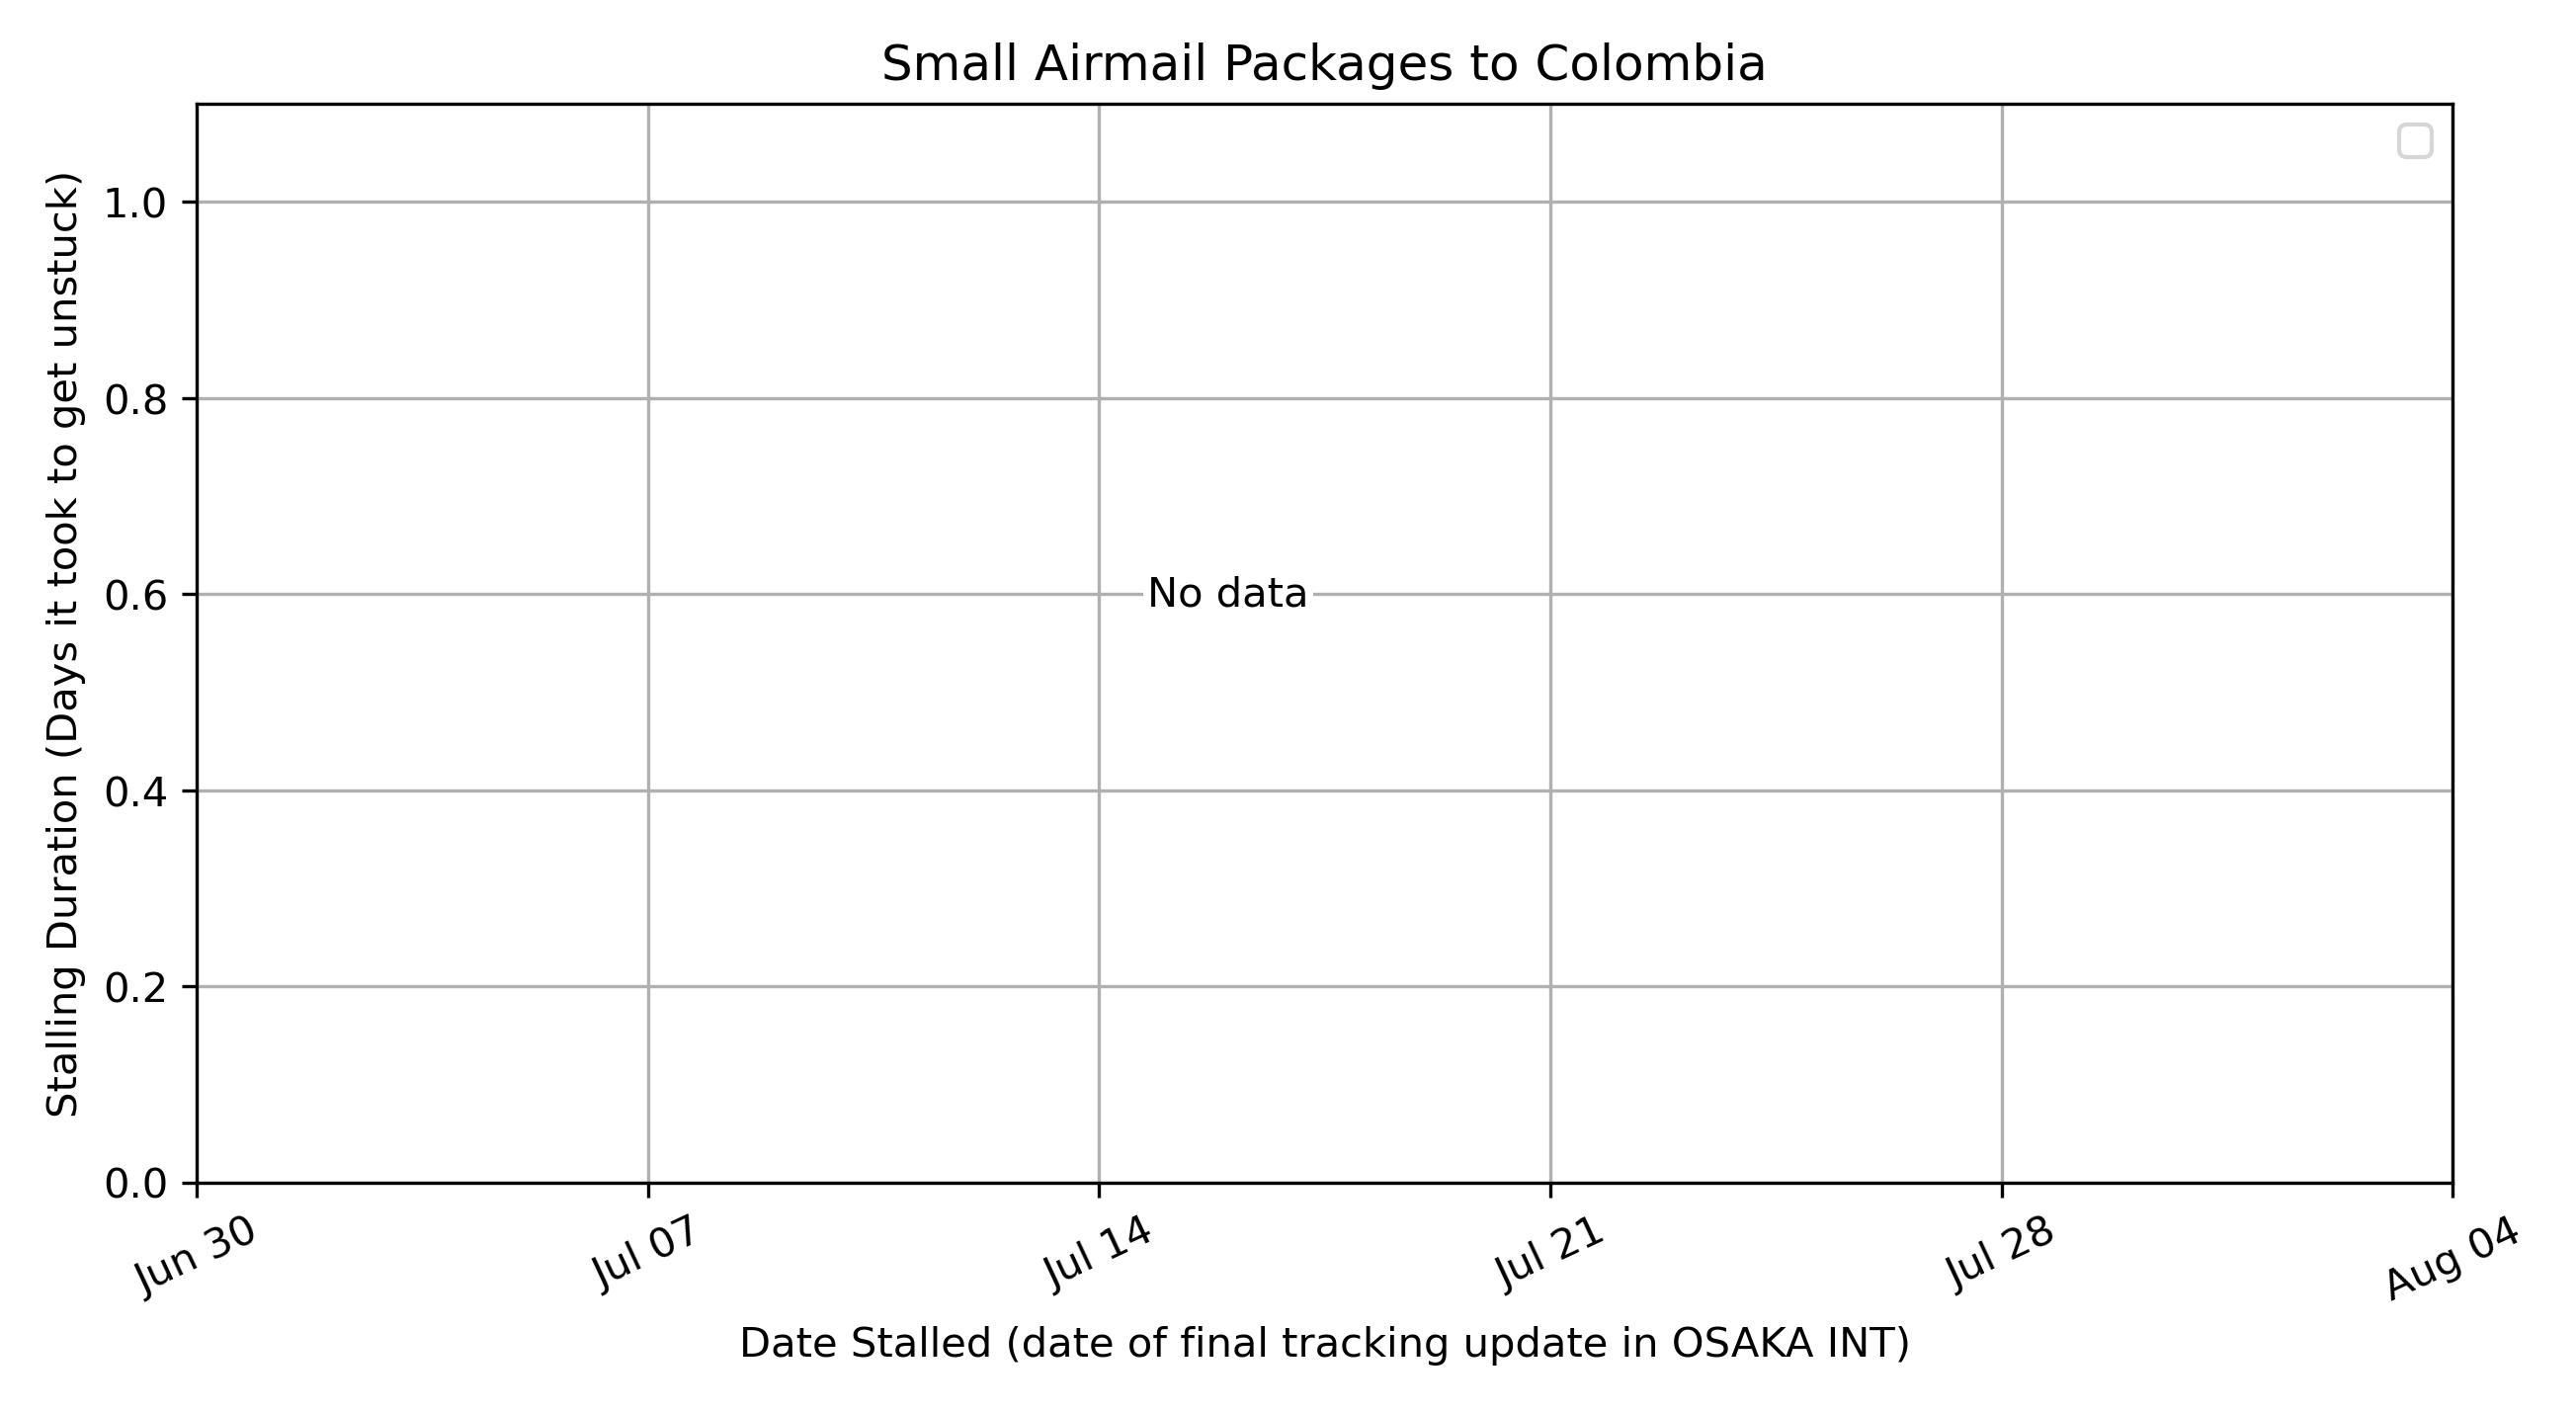 Small Airmail Packages to Colombia
Stalling Duration (Days it took to get unstuck)
1.0
0.8
0.6
0.4
0.2
0.0
No data
Jun 30
Jul 07
Jul 14
Jul 21
Jul 28
Aug 04
Date Stalled (date of final tracking update in OSAKA INT)